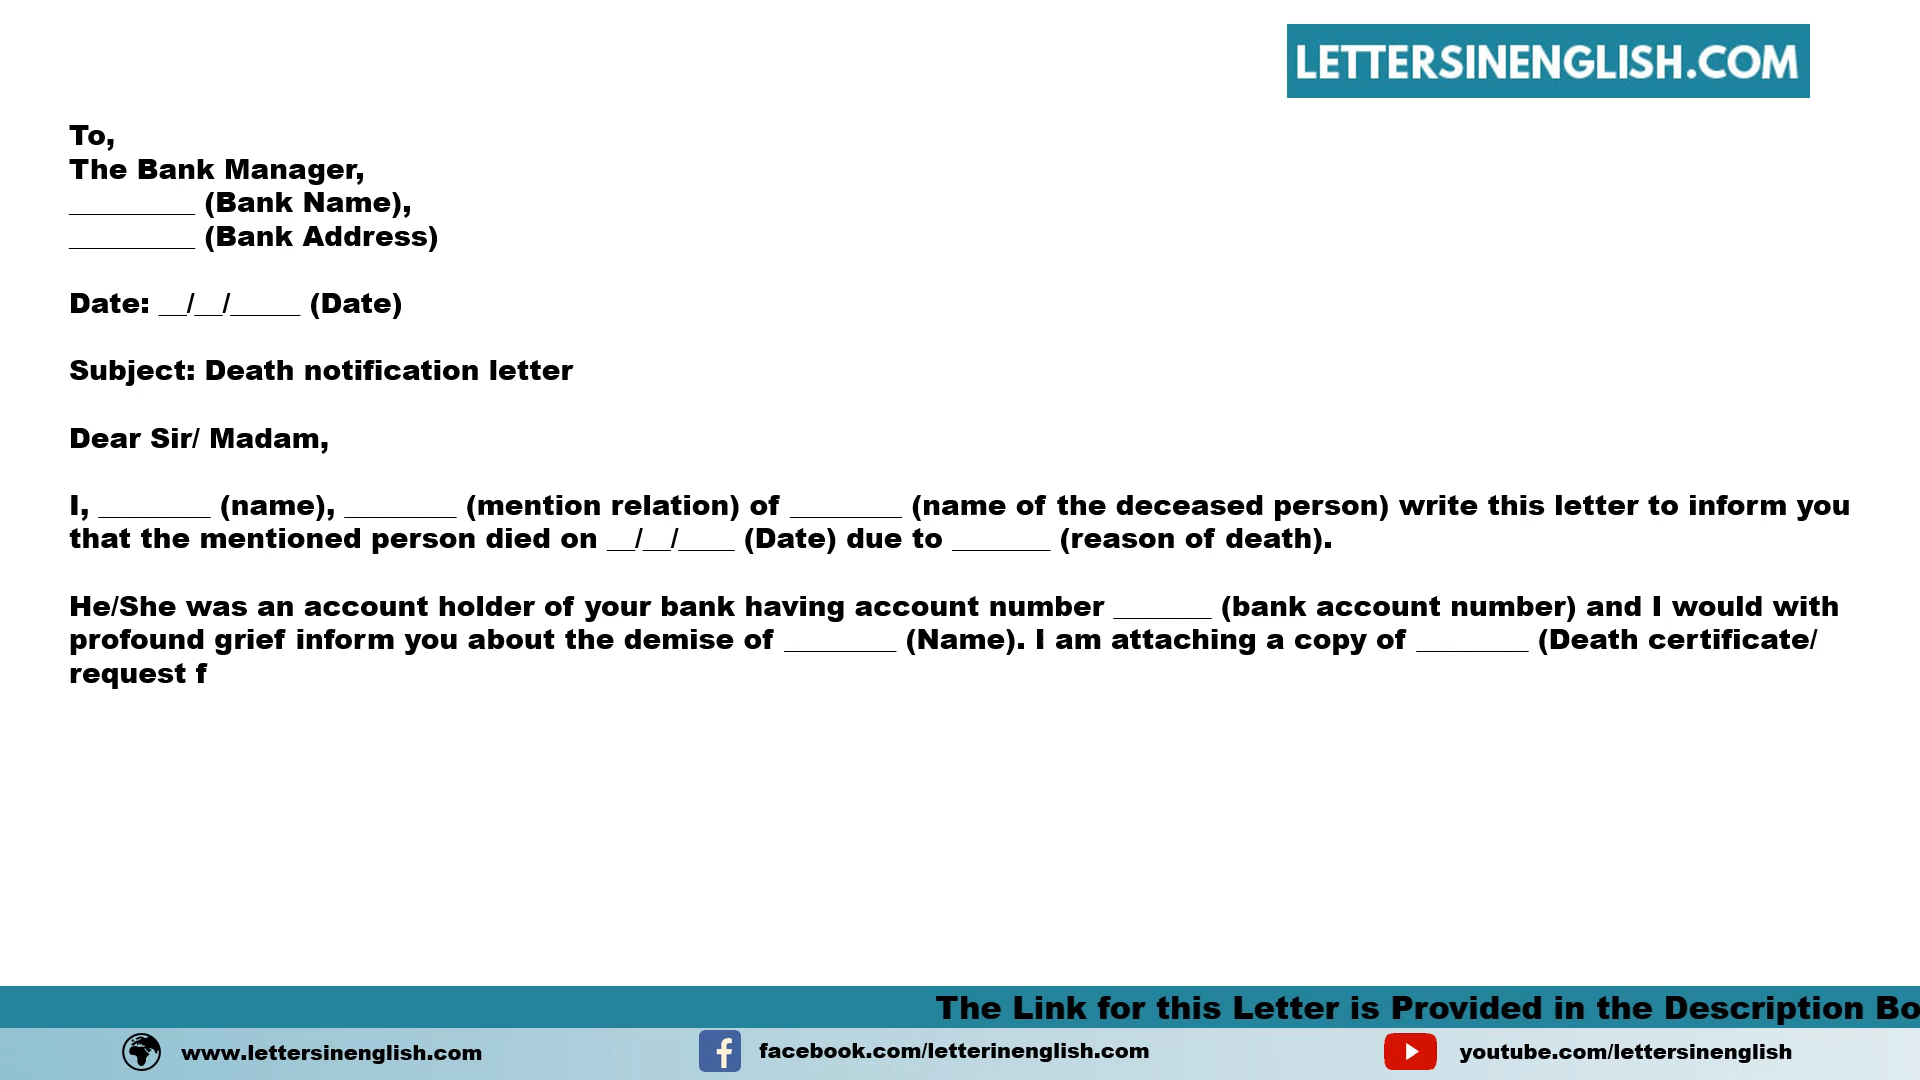 LETTERSINENGLISH.COM
To,
The Bank Manager,
_________ (Bank Name),
_________ (Bank Address)
Date: __/__/_____ (Date)
Subject: Death notification letter
Dear Sir/ Madam,
I, ________ (name), ________ (mention relation) of ________ (name of the deceased person) write this letter to inform you
that the mentioned person died on __/__/____ (Date) due to _______ (reason of death).
He/She was an account holder of your bank having account number _______ (bank account number) and I would with
profound grief inform you about the demise of ________ (Name). I am attaching a copy of ________ (Death certificate/
request f
The Link for this Letter is Provided in the Description Bo
www.lettersinenglish.com
facebook.com/letterinenglish.com
youtube.com/lettersinenglish